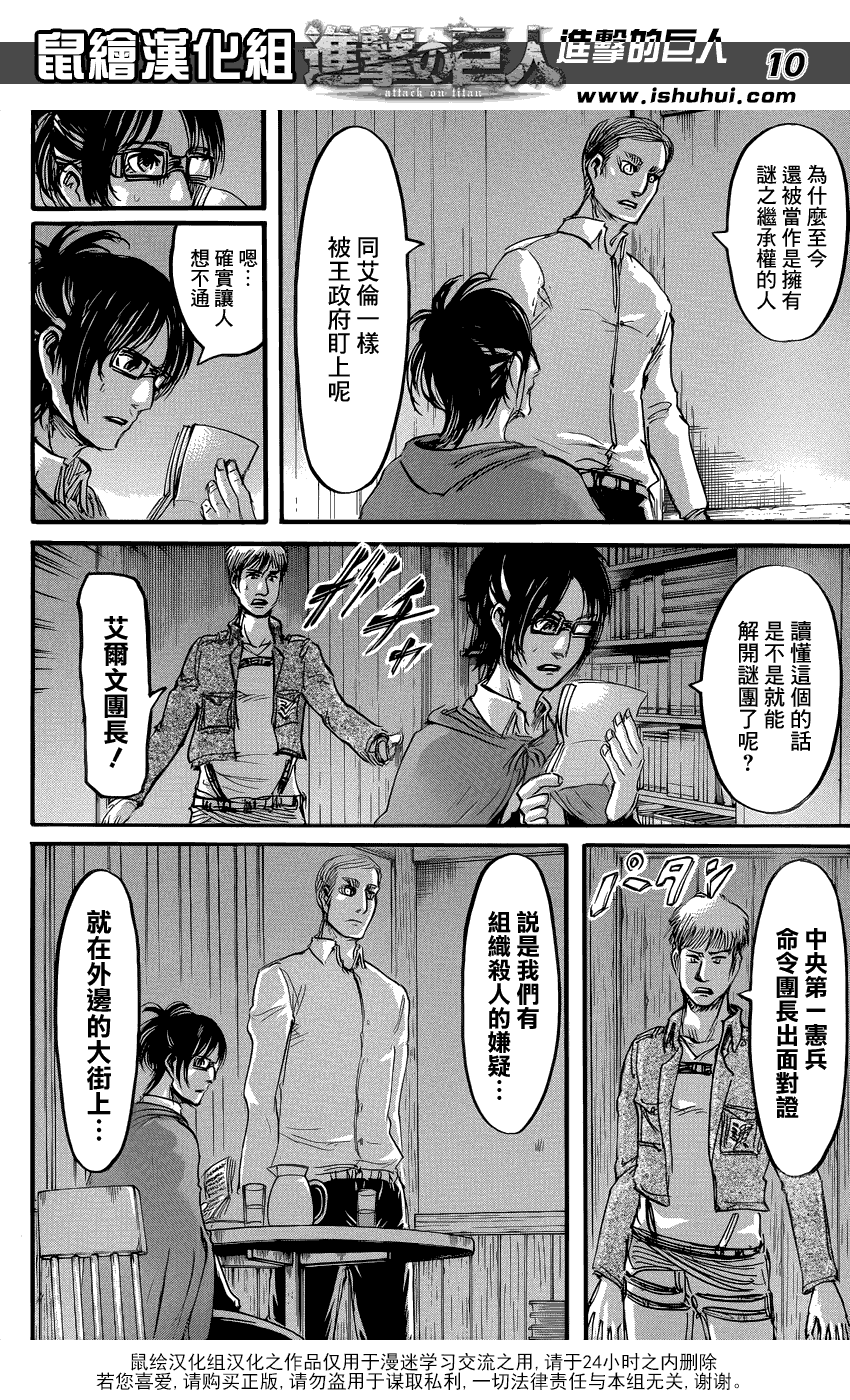 鼠繪漢化組
進撃の巨人
attack on titan
進擊的巨人
10
www.ishuhui.com
為什麼至今
還被當作是擁有
謎之繼承權的人
同艾倫一樣
被王政府盯上呢
嗯…
確實讓人
想不通
讀懂這個的話
是不是就能
解開謎團了呢?
ガチャ
艾爾文團長!
パタン
中央第一憲兵
命令團長出面對證
說是我們有
組織殺人的嫌疑…
就在外邊的大街上…
鼠绘汉化组汉化之作品仅用于漫迷学习交流之用,请于24小时之内删除
若您喜爱,请购买正版,请勿盗用于谋取私利,一切法律责任与本组无关,谢谢。